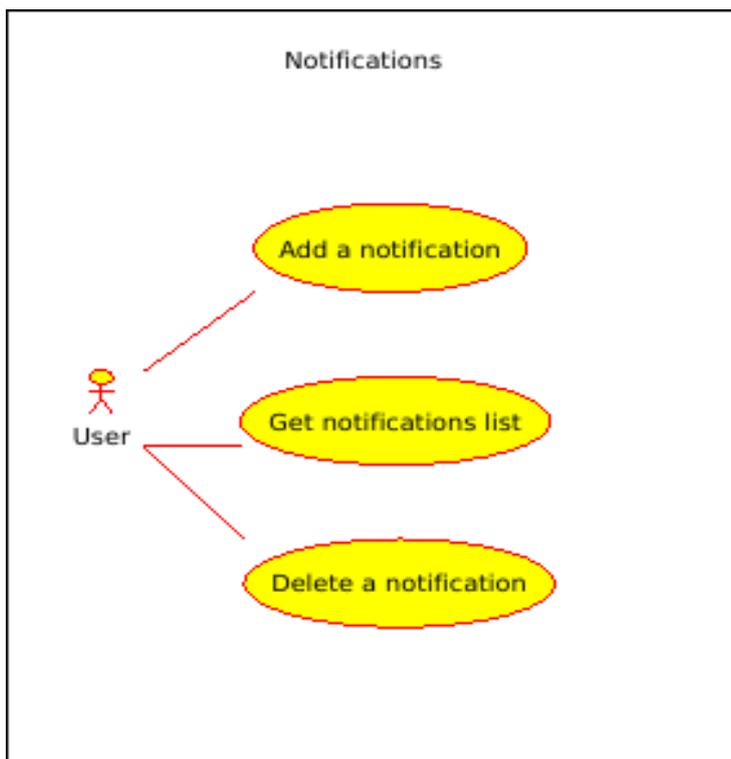 Notifications
Add a notification
Get notifications list
User
Delete a notification